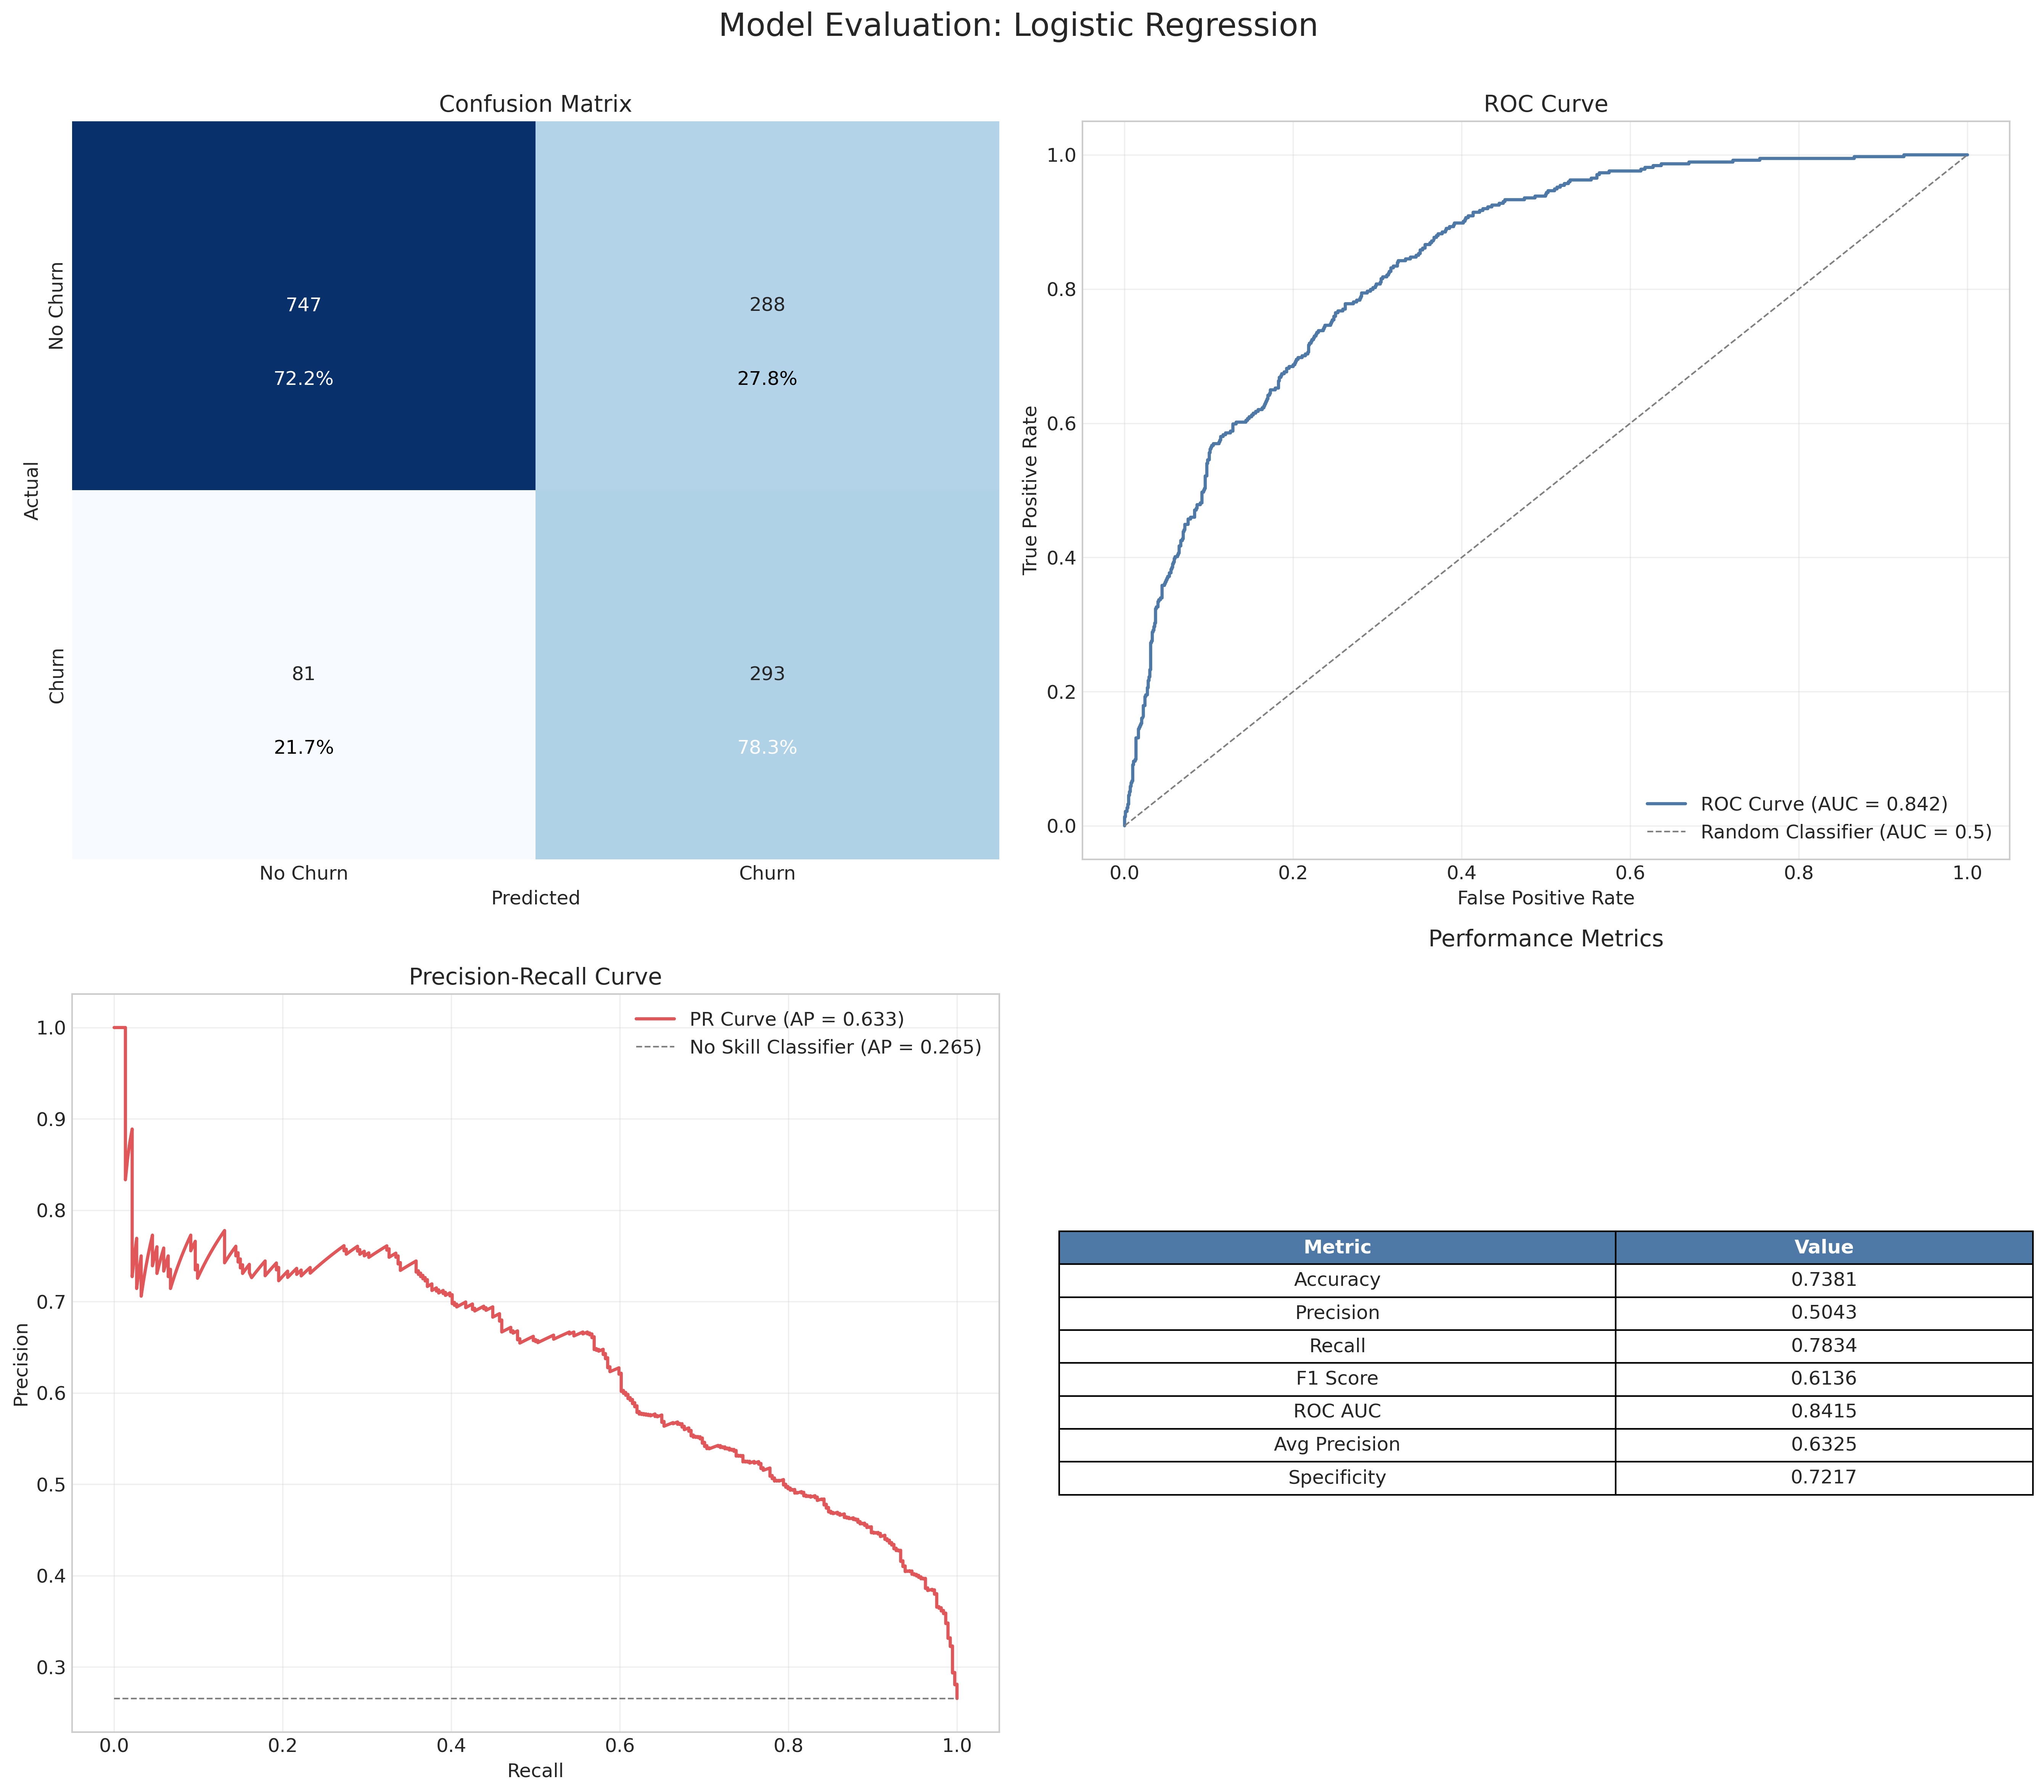 Model Evaluation: Logistic Regression
Confusion Matrix
No Churn
Churn
Actual
747
288
72.2%
27.8%
81
293
21.7%
78.3%
No Churn
Churn
Predicted
ROC Curve
True Positive Rate
1.0
0.8
0.6
0.4
0.2
0.0
ROC Curve (AUC = 0.842)
Random Classifier (AUC = 0.5)
0.0
0.2
0.4
0.6
0.8
1.0
False Positive Rate
Precision-Recall Curve
Precision
1.0
0.9
0.8
0.7
0.6
0.5
0.4
0.3
PR Curve (AP = 0.633)
No Skill Classifier (AP = 0.265)
0.0
0.2
0.4
0.6
0.8
1.0
Recall
Performance Metrics
Metric Value
Accuracy 0.7381
Precision 0.5043
Recall 0.7834
F1 Score 0.6136
ROC AUC 0.8415
Avg Precision 0.6325
Specificity 0.7217